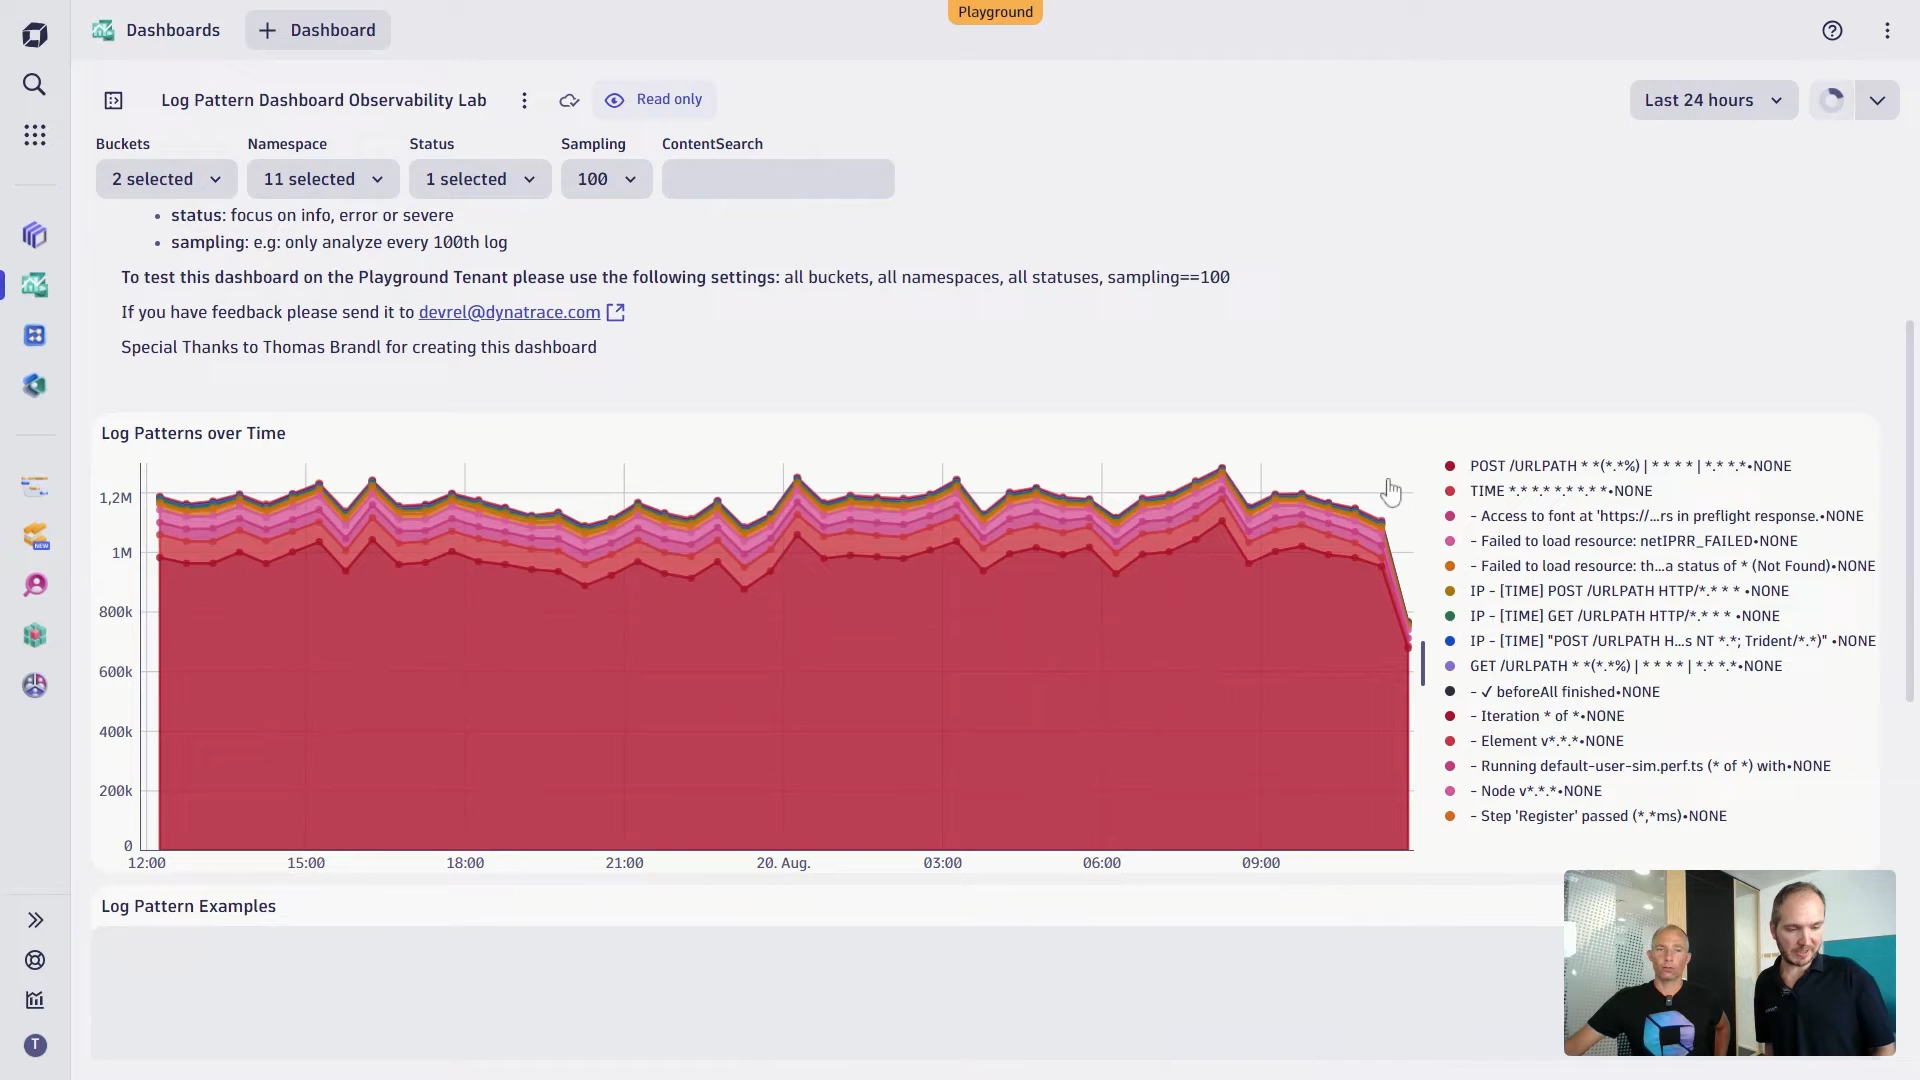 Playground
Dashboards
Dashboard
Log Pattern Dashboard Observability Lab
Read only
Last 24 hours
Buckets
Namespace
Status
Sampling
ContentSearch
2 selected
11 selected
1 selected
100
• status: focus on info, error or severe
• sampling: e.g: only analyze every 100th log
To test this dashboard on the Playground Tenant please use the following settings: all buckets, all namespaces, all statuses, sampling==100
If you have feedback please send it to devrel@dynatrace.com
Special Thanks to Thomas Brandl for creating this dashboard
Log Patterns over Time
1,2M
1M
800k
600k
400k
200k
0
12:00
15:00
18:00
21:00
20. Aug.
03:00
06:00
09:00
POST /URLPATH * *(*.*%) | * * * * | *.* *.*•NONE
TIME *.* *.* *.* *.* *•NONE
- Access to font at 'https://...rs in preflight response.•NONE
- Failed to load resource: netIPRR_FAILED•NONE
- Failed to load resource: th...a status of * (Not Found)•NONE
IP - [TIME] POST /URLPATH HTTP/*.* * * •NONE
IP - [TIME] GET /URLPATH HTTP/*.* * * •NONE
IP - [TIME] "POST /URLPATH H...s NT *.*; Trident/*.*)" •NONE
GET /URLPATH * *(*.*%) | * * * * | *.* *.*•NONE
- ✓ beforeAll finished•NONE
- Iteration * of *•NONE
- Element v*.*.*•NONE
- Running default-user-sim.perf.ts (* of *) with•NONE
- Node v*.*.*•NONE
- Step 'Register' passed (*,*ms)•NONE
Log Pattern Examples
NEW
T